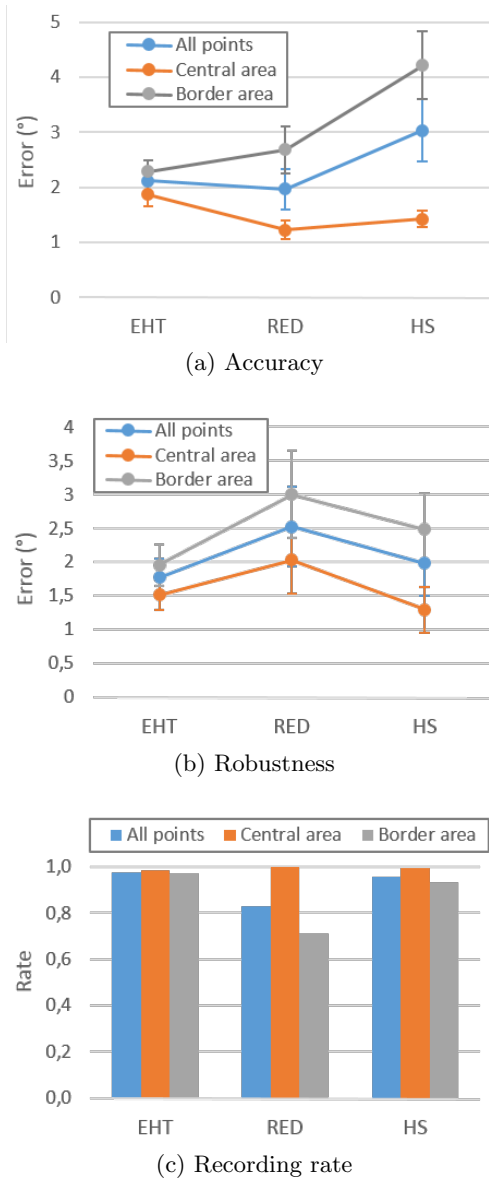 5
4
3
2
1
0
Error (°)
All points
Central area
Border area
EHT RED HS
(a) Accuracy
4
3,5
3
2,5
2
1,5
1
0,5
0
Error (°)
All points
Central area
Border area
EHT RED HS
(b) Robustness
All points Central area Border area
1,0
0,8
0,6
0,4
0,2
0,0
Rate
EHT RED HS
(c) Recording rate